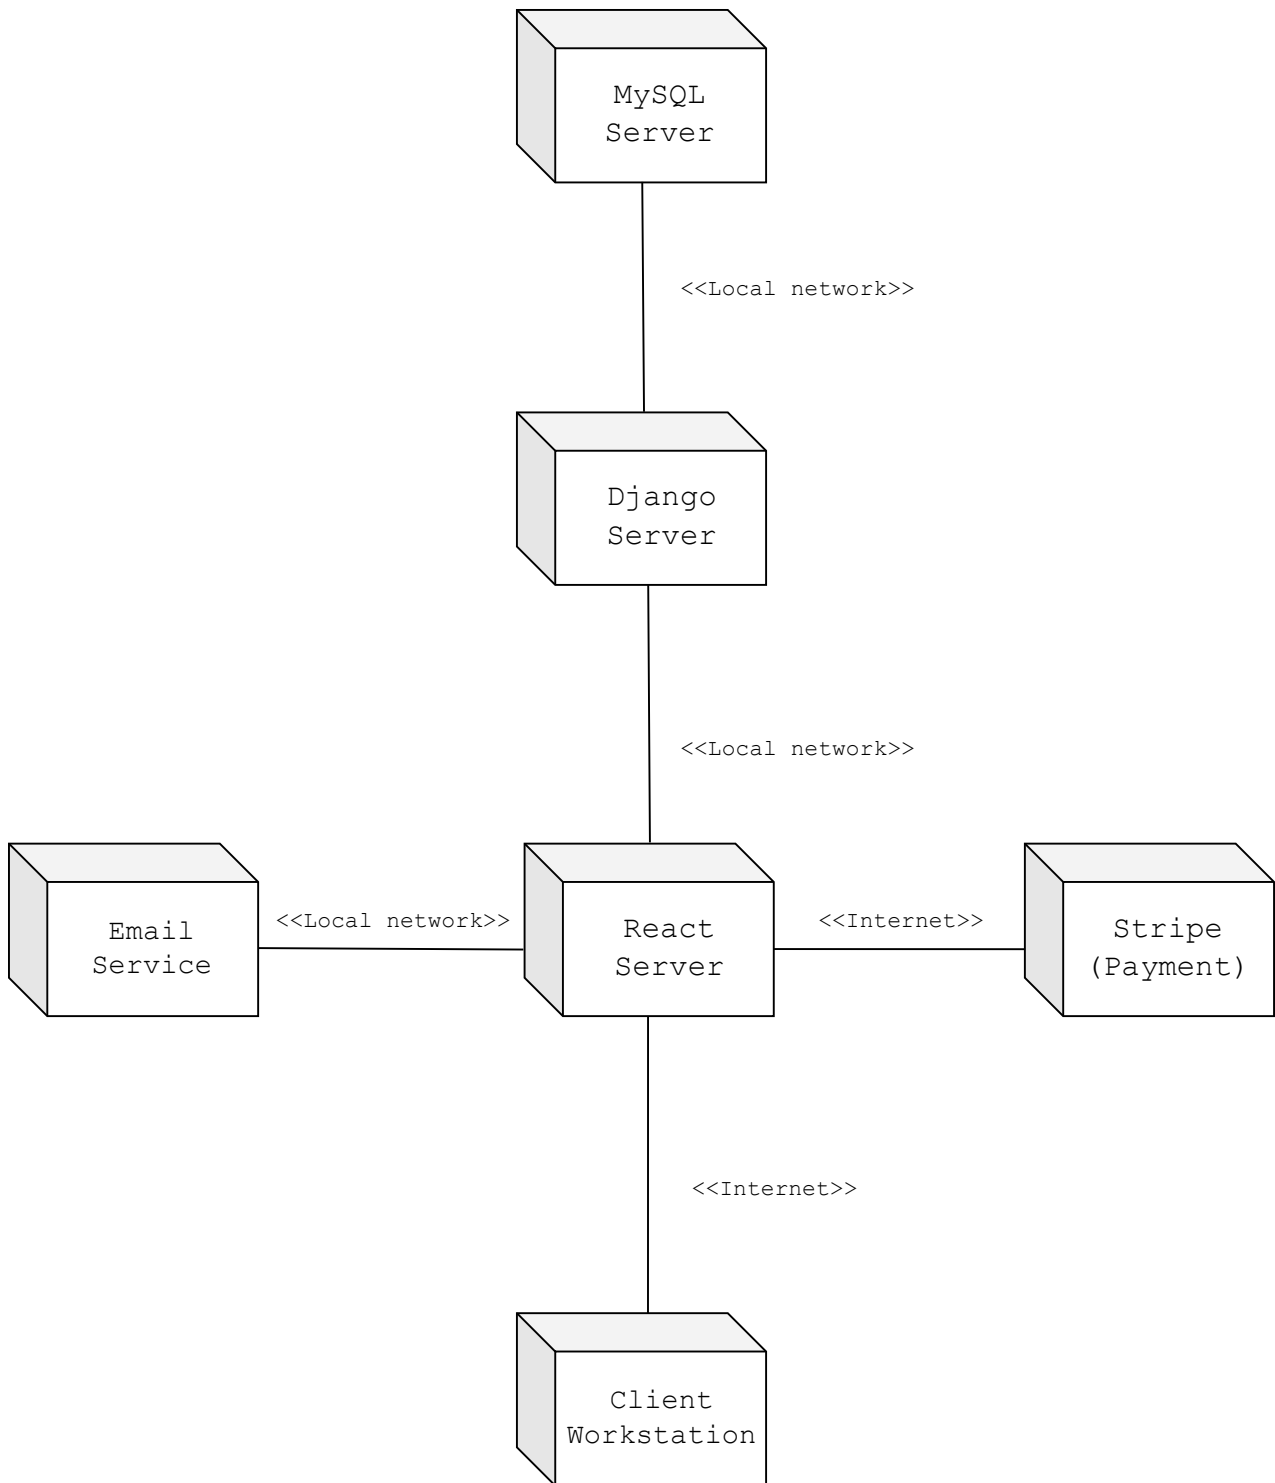 MySQL
Server
<<Local network>>
Django
Server
<<Local network>>
Email
Service
<<Local network>>
React
Server
<<Internet>>
Stripe
(Payment)
<<Internet>>
Client
Workstation